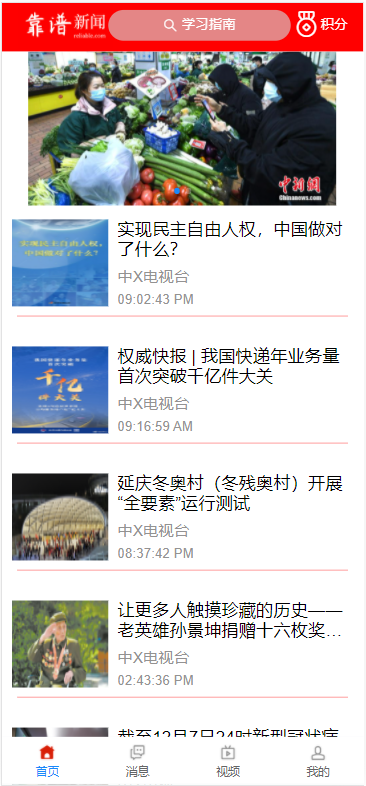 靠谱新闻
reliable.com
学习指南
积分
中新网
Chinanews.com
实现民主自由人权,
中国做对了什么?
实现民主自由人权，中国做对
了什么?
中X电视台
09:02:43 PM
千亿
件大关
权威快报 | 我国快递年业务量
首次突破千亿件大关
中X电视台
09:16:59 AM
延庆冬奥村（冬残奥村）开展
“全要素”运行测试
中X电视台
08:37:42 PM
让更多人触摸珍藏的历史——
老英雄孙景坤捐赠十六枚奖…
中X电视台
02:43:36 PM
截至12月7日24时新型冠状病
首页
消息
视频
我的